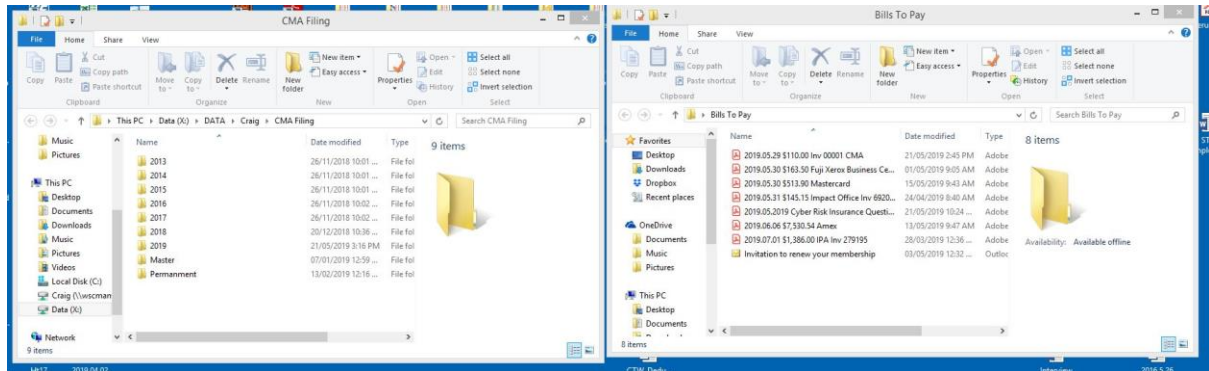 CMA Filing
File Home Share View
Copy Paste Cut Copy path Paste shortcut Move to Copy to Delete Rename New folder New item Easy access Properties Open Edit History Select all Select none Invert selection
Clipboard Organize New Open Select
This PC Data (X:) DATA Craig CMA Filing Search CMA Filing
Music
Pictures
This PC
Desktop
Documents
Downloads
Music
Pictures
Videos
Local Disk (C:)
Craig (\\wscman
Data (X:)
Network
Name Date modified Type
2013 26/11/2018 10:01 ... File fol
2014 26/11/2018 10:01 ... File fol
2015 26/11/2018 10:01 ... File fol
2016 26/11/2018 10:02 ... File fol
2017 26/11/2018 10:02 ... File fol
2018 20/12/2018 10:36 ... File fol
2019 21/05/2019 3:16 PM File fol
Master 07/01/2019 12:59 ... File fol
Permanment 13/02/2019 12:16 ... File fol
9 items
9 items
Bills To Pay
File Home Share View
Copy Paste Cut Copy path Paste shortcut Move to Copy to Delete Rename New folder New item Easy access Properties Open Edit History Select all Select none Invert selection
Clipboard Organize New Open Select
Bills To Pay Search Bills To Pay
Favorites
Desktop
Downloads
Dropbox
Recent places
OneDrive
Documents
Music
Pictures
This PC
Desktop
Documents
Name Date modified Type
2019.05.29 $110.00 Inv 00001 CMA 21/05/2019 2:45 PM Adobe
2019.05.30 $163.50 Fuji Xerox Business Ce... 01/05/2019 9:05 AM Adobe
2019.05.30 $513.90 Mastercard 15/05/2019 9:43 AM Adobe
2019.05.31 $145.15 Impact Office Inv 6920... 24/04/2019 8:40 AM Adobe
2019.05.2019 Cyber Risk Insurance Questi... 21/05/2019 10:24 ... Adobe
2019.06.06 $7,530.54 Amex 13/05/2019 9:47 AM Adobe
2019.07.01 $1,386.00 IPA Inv 279195 28/03/2019 12:36 ... Adobe
Invitation to renew your membership 03/05/2019 12:32 ... Outloc
8 items
Availability: Available offline
8 items
2019.04.02
Interview
2016.5.26